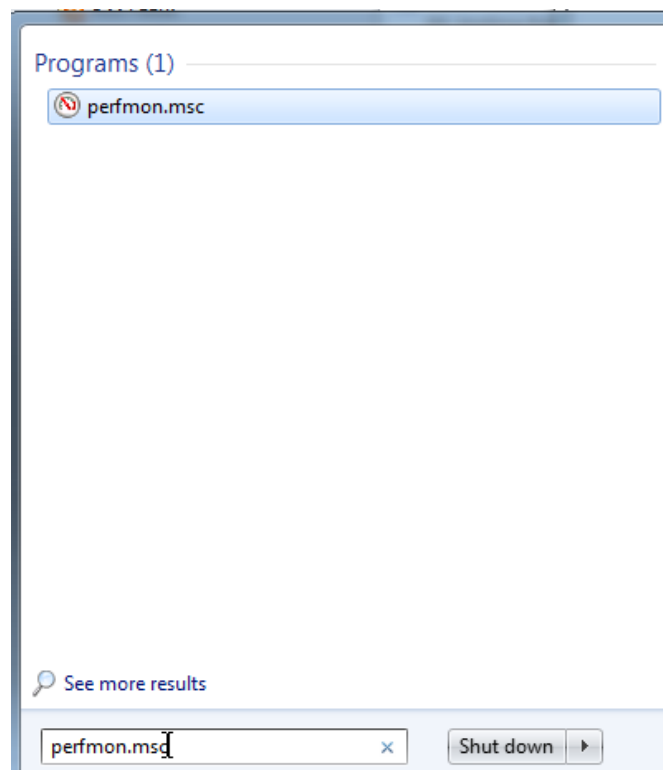 Programs (1)
perfmon.msc
See more results
perfmon.msc
Shut down